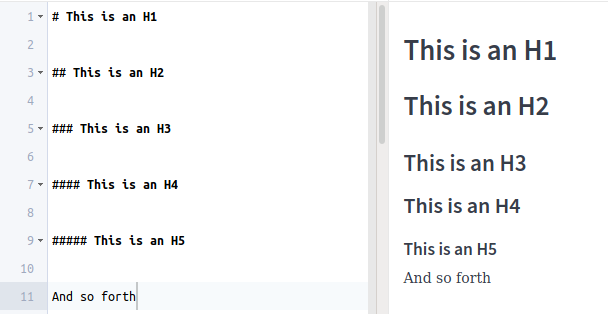 1 # This is an H1
2
3 ## This is an H2
4
5 ### This is an H3
6
7 #### This is an H4
8
9 ##### This is an H5
10
11 And so forth
This is an H1
This is an H2
This is an H3
This is an H4
This is an H5
And so forth